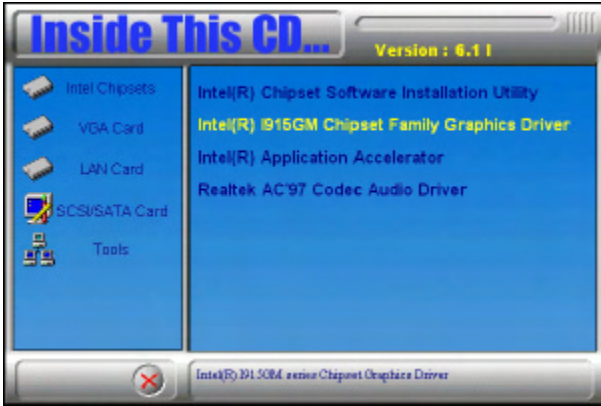 Inside This CD...
Version : 6.1 I
Intel Chipsets
VGA Card
LAN Card
SCSI/SATA Card
Tools
Intel(R) Chipset Software Installation Utility
Intel(R) I915GM Chipset Family Graphics Driver
Intel(R) Application Accelerator
Realtek AC'97 Codec Audio Driver
Intel(R) I915GM series Chipset Graphics Driver